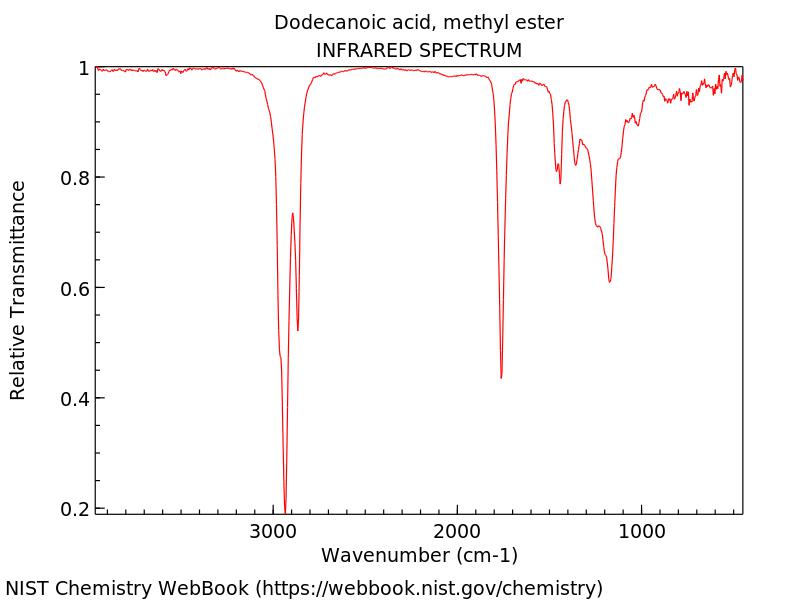 Dodecanoic acid, methyl ester
INFRARED SPECTRUM
1
0.8
0.6
0.4
0.2
Relative Transmittance
3000 2000 1000
Wavenumber (cm-1)
NIST Chemistry WebBook (https://webbook.nist.gov/chemistry)